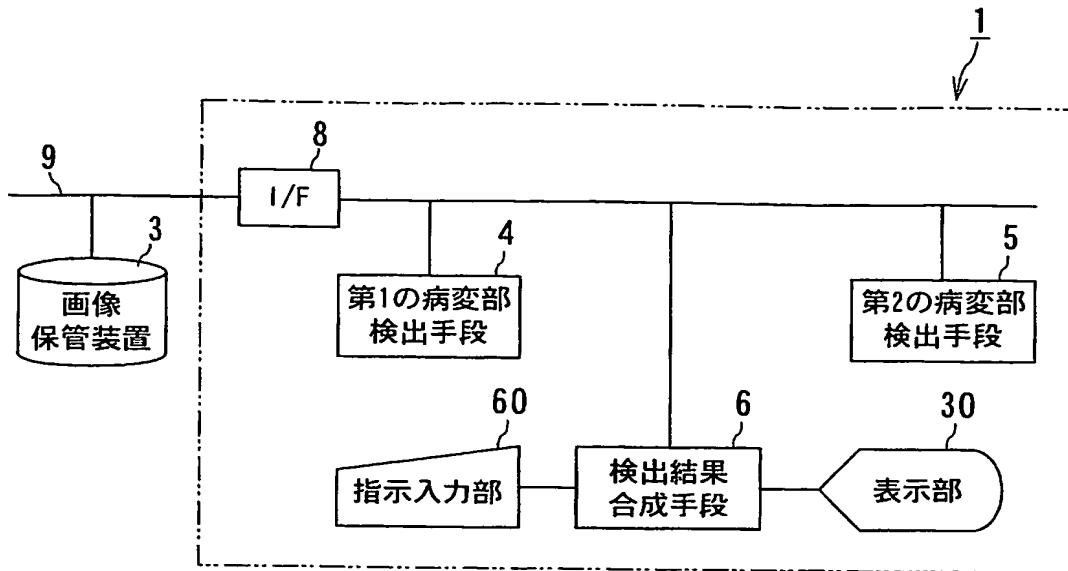 1
8
9
I/F
3
画像
保管装置
4
第1の病変部
検出手段
5
第2の病変部
検出手段
60
指示入力部
6
検出結果
合成手段
30
表示部